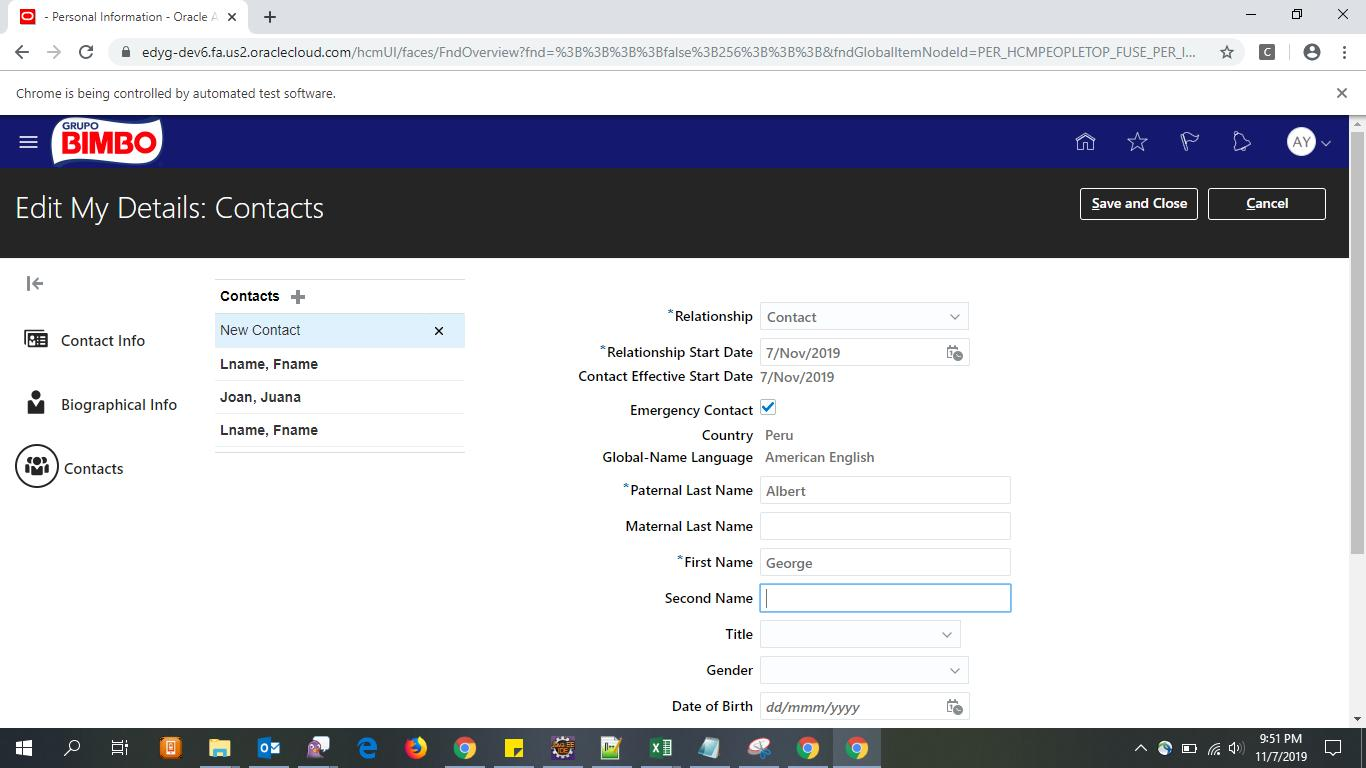 - Personal Information - Oracle A
edyg-dev6.fa.us2.oraclecloud.com/hcmUI/faces/FndOverview?fnd=%3B%3B%3B%3Bfalse%3B256%3B%3B%3B&fndGlobalItemNodeId=PER_HCMPEOPLETOP_FUSE_PER_I...
C
Chrome is being controlled by automated test software.
GRUPO
BIMBO
AY
Edit My Details: Contacts
Save and Close
Cancel
Contact Info
Biographical Info
Contacts
Contacts
New Contact
Lname, Fname
Joan, Juana
Lname, Fname
*Relationship Contact
*Relationship Start Date 7/Nov/2019
Contact Effective Start Date 7/Nov/2019
Emergency Contact
Country Peru
Global-Name Language American English
*Paternal Last Name Albert
Maternal Last Name
*First Name George
Second Name
Title
Gender
Date of Birth dd/mmm/yyyy
9:51 PM
11/7/2019